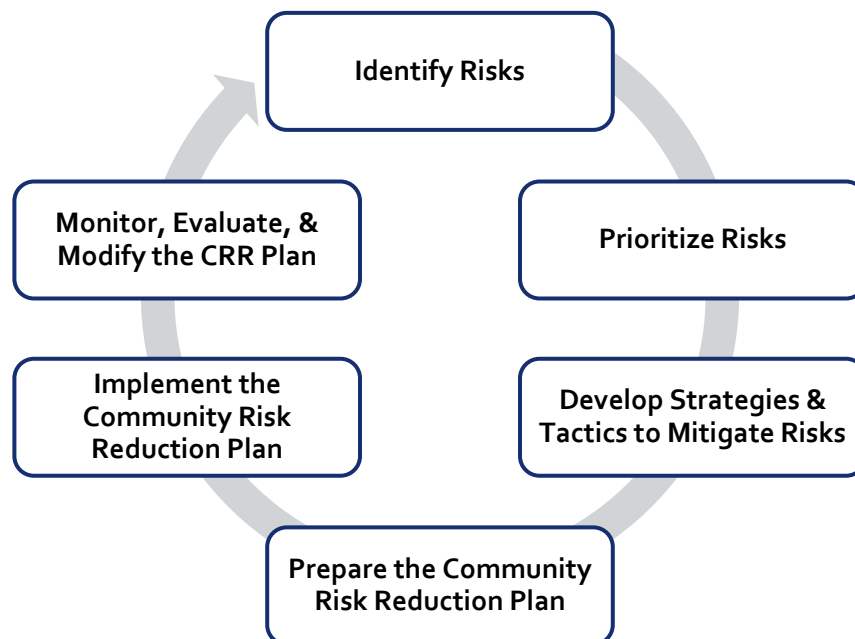 Identify Risks
Prioritize Risks
Develop Strategies &
Tactics to Mitigate Risks
Prepare the Community
Risk Reduction Plan
Implement the
Community Risk
Reduction Plan
Monitor, Evaluate, &
Modify the CRR Plan